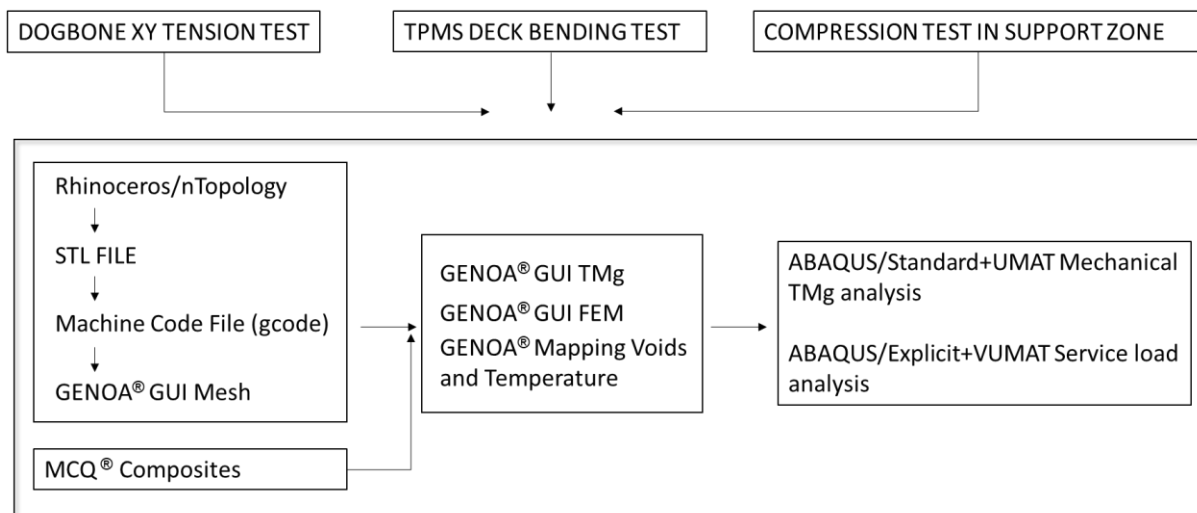 DOGBONE XY TENSION TEST
TPMS DECK BENDING TEST
COMPRESSION TEST IN SUPPORT ZONE
Rhinoceros/nTopology
STL FILE
Machine Code File (gcode)
GENOA® GUI Mesh
MCQ® Composites
GENOA® GUI TMg
GENOA® GUI FEM
GENOA® Mapping Voids
and Temperature
ABAQUS/Standard+UMAT Mechanical
TMg analysis
ABAQUS/Explicit+VUMAT Service load
analysis